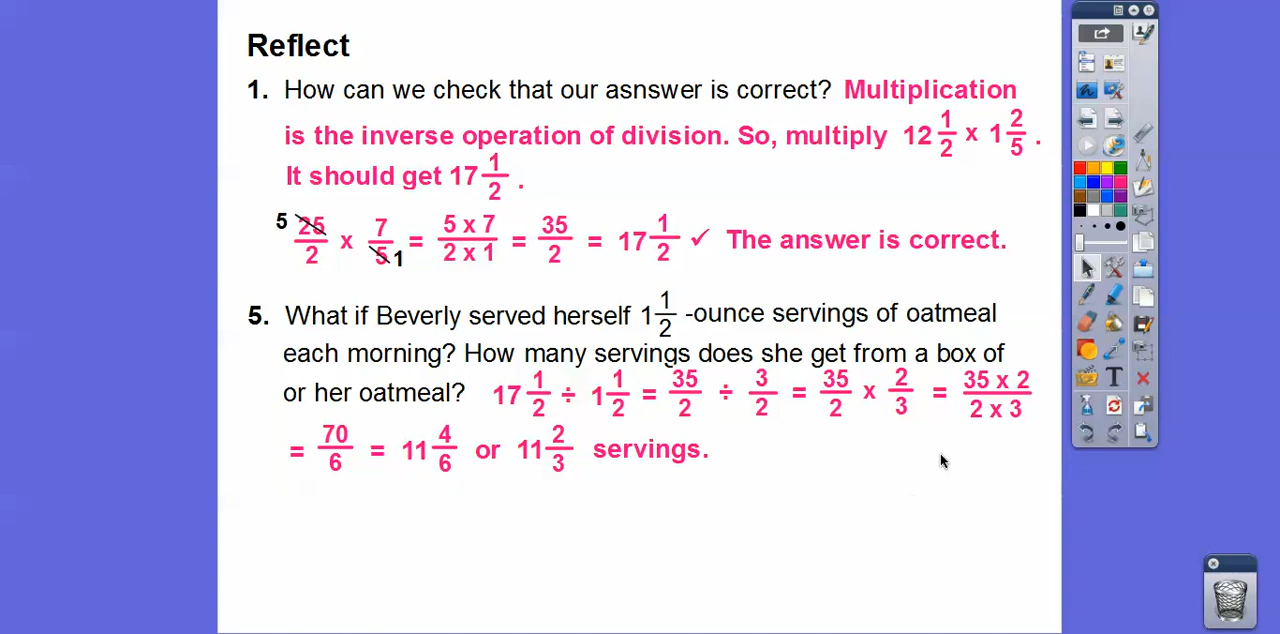 Reflect
1. How can we check that our asnswer is correct? Multiplication
is the inverse operation of division. So, multiply 12 1/2 x 1 2/5 .
It should get 17 1/2 .
5 25/2 x 7/5 1 = 5 x 7/2 x 1 = 35/2 = 17 1/2 ✓ The answer is correct.
5. What if Beverly served herself 1 1/2 -ounce servings of oatmeal
each morning? How many servings does she get from a box of
or her oatmeal? 17 1/2 ÷ 1 1/2 = 35/2 ÷ 3/2 = 35/2 x 2/3 = 35 x 2/2 x 3
= 70/6 = 11 4/6 or 11 2/3 servings.